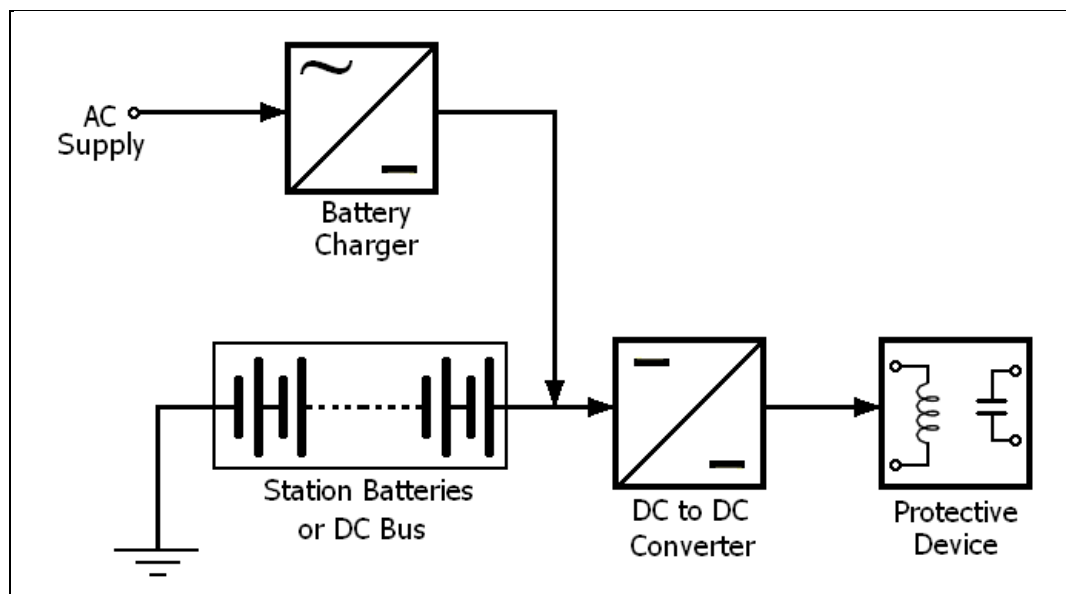 AC
Supply
Battery
Charger
Station Batteries
or DC Bus
DC to DC
Converter
Protective
Device